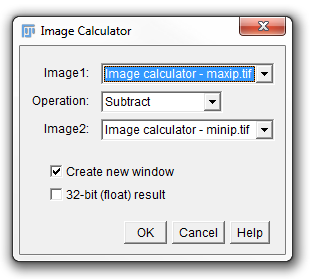 Image Calculator
Image1: Image calculator - maxip.tif
Operation: Subtract
Image2: Image calculator - minip.tif
Create new window
32-bit (float) result
OK Cancel Help